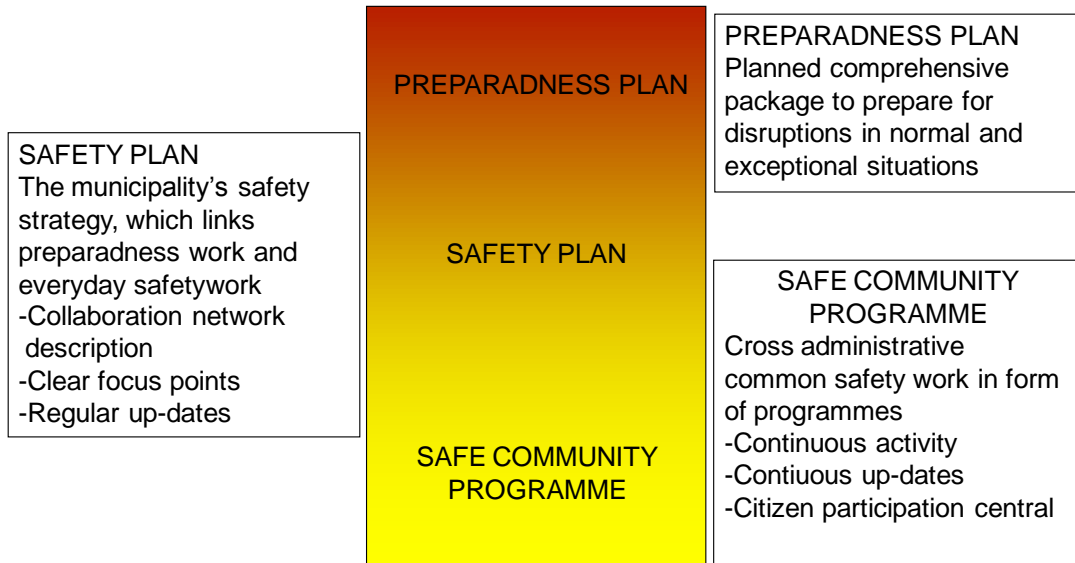 PREPARADNESS PLAN
SAFETY PLAN
SAFE COMMUNITY
PROGRAMME
SAFETY PLAN
The municipality's safety
strategy, which links
preparadness work and
everyday safetywork
-Collaboration network
description
-Clear focus points
-Regular up-dates
PREPARADNESS PLAN
Planned comprehensive
package to prepare for
disruptions in normal and
exceptional situations
SAFE COMMUNITY
PROGRAMME
Cross administrative
common safety work in form
of programmes
-Continuous activity
-Contiuous up-dates
-Citizen participation central